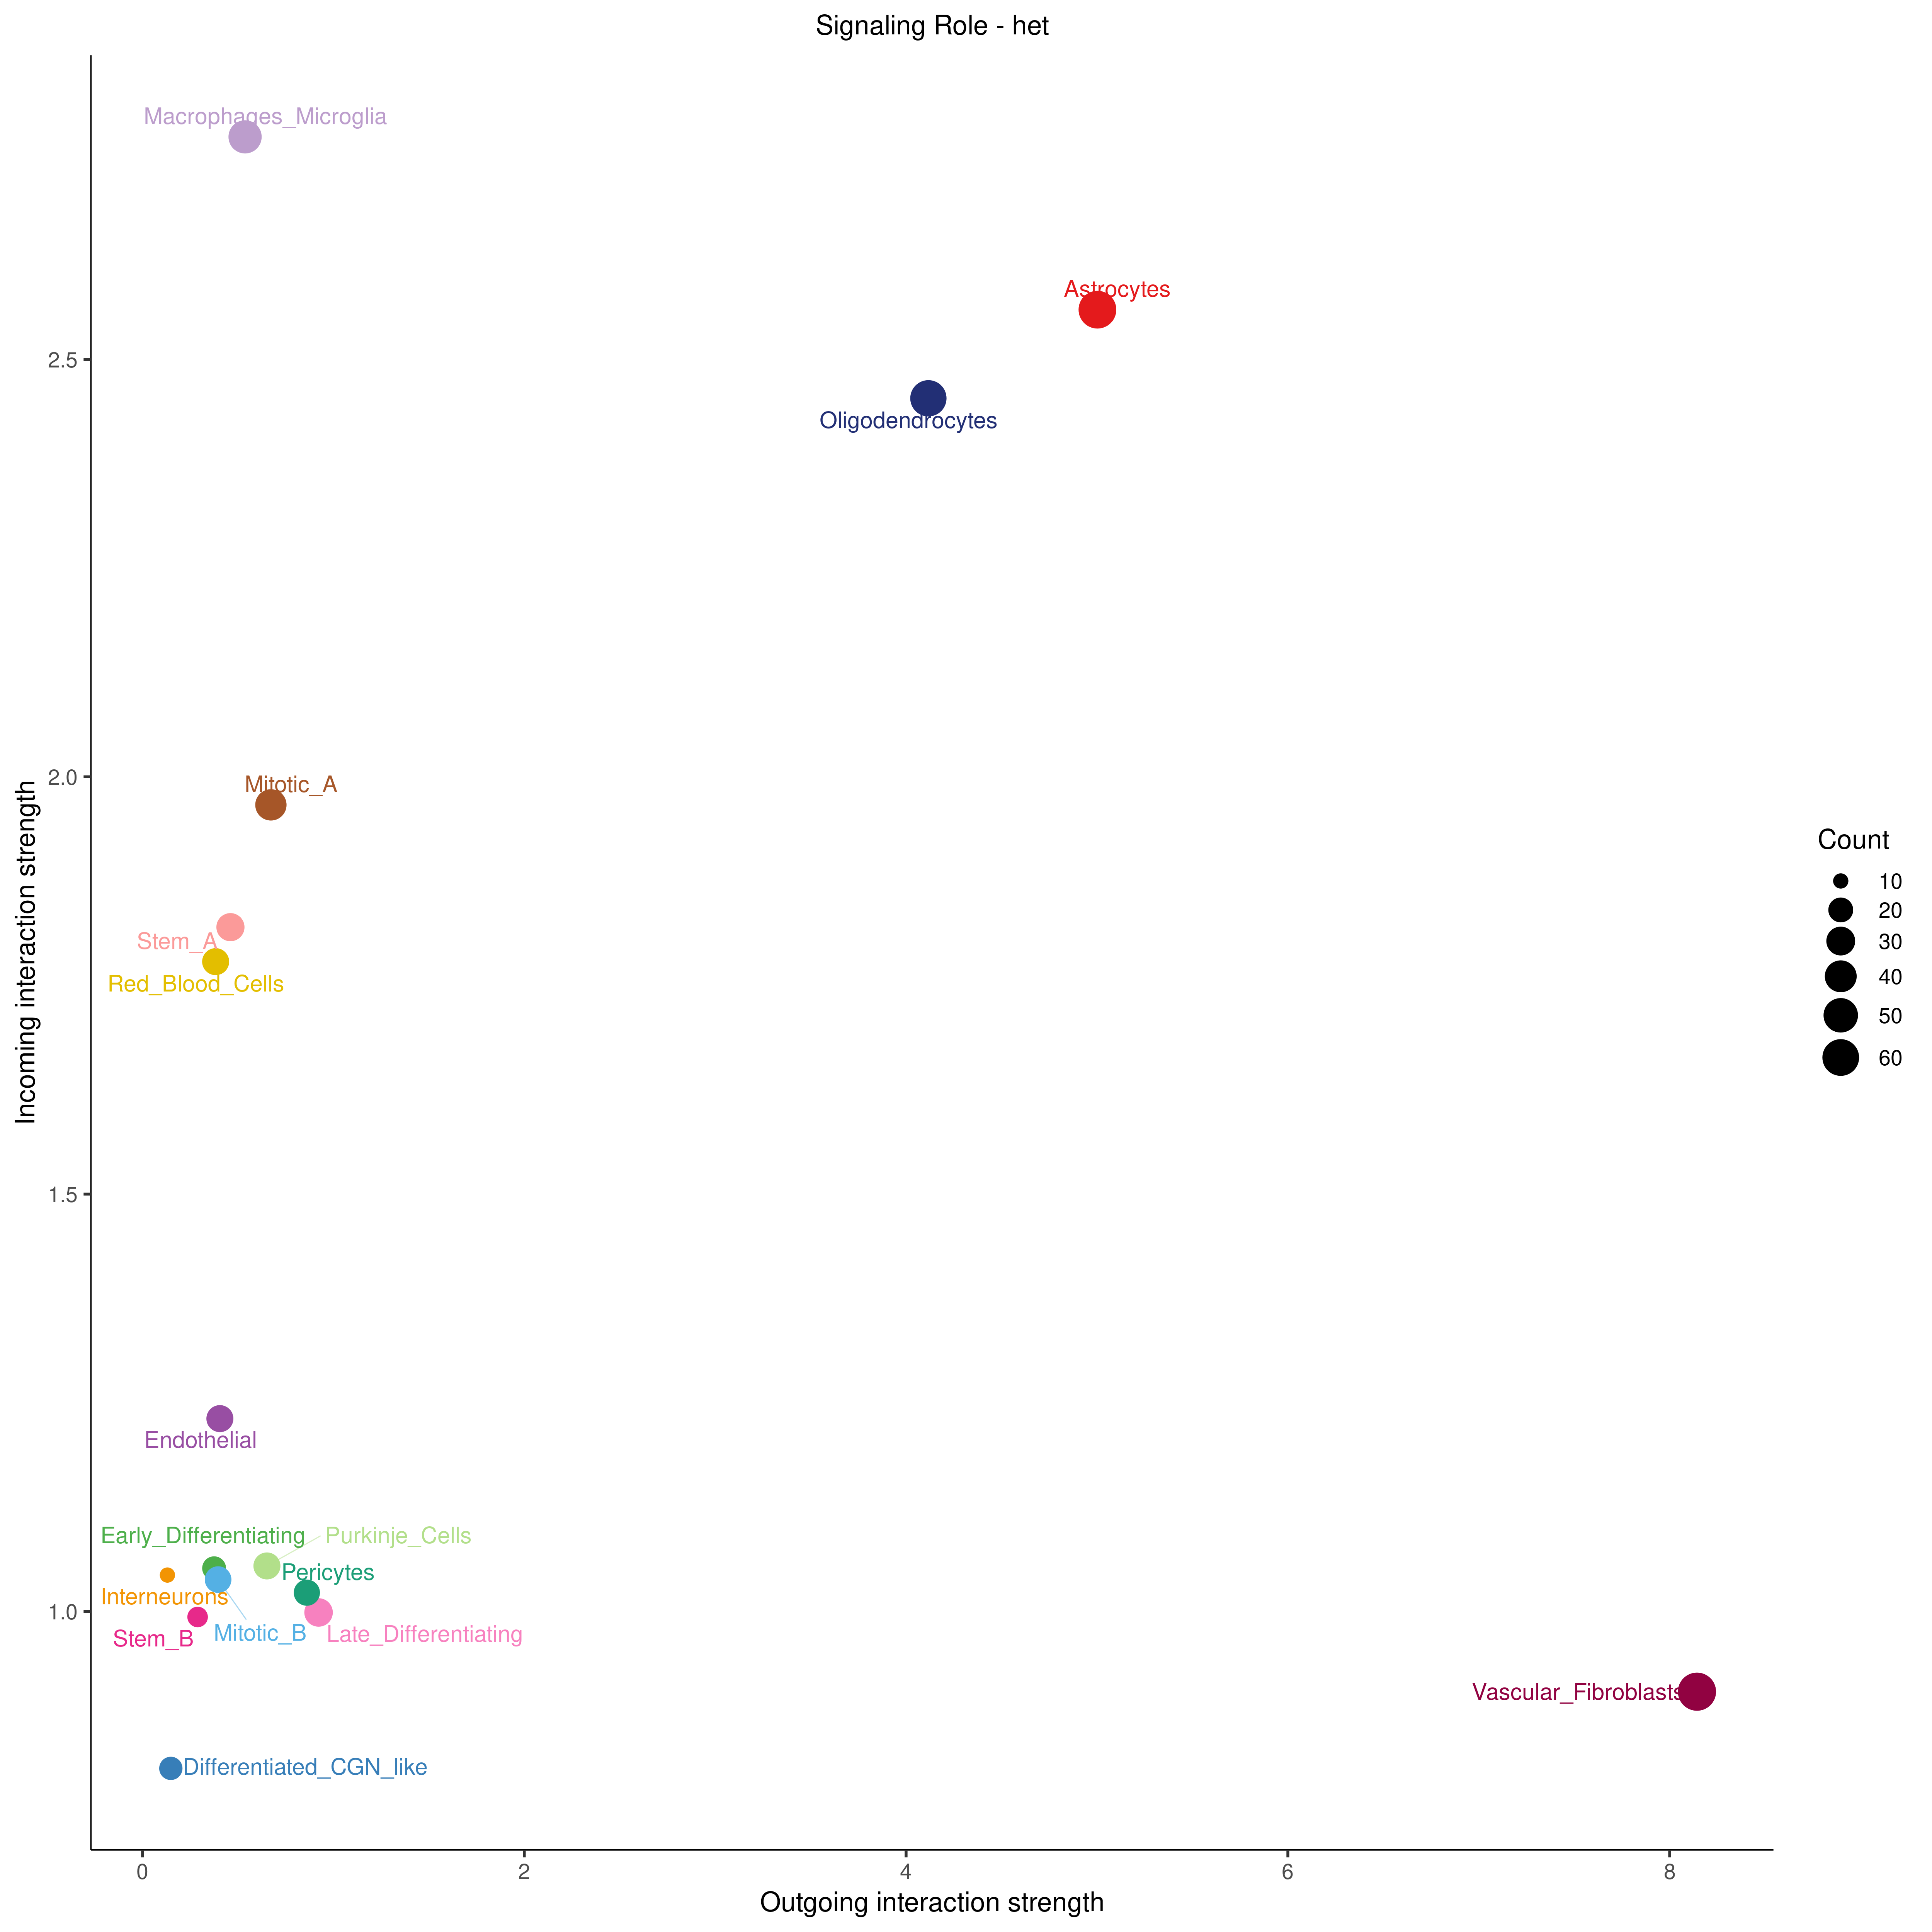 Signaling Role - het
Macrophages_Microglia
Astrocytes
2.5
Oligodendrocytes
2.0
Mitotic_A
Incoming interaction strength
Count
10
20
30
40
50
60
Stem_A
Red_Blood_Cells
1.5
Endothelial
Early_Differentiating
Purkinje_Cells
Pericytes
Interneurons
1.0
Mitotic_B
Late_Differentiating
Stem_B
Vascular_Fibroblasts
Differentiated_CGN_like
0
2
4
6
8
Outgoing interaction strength